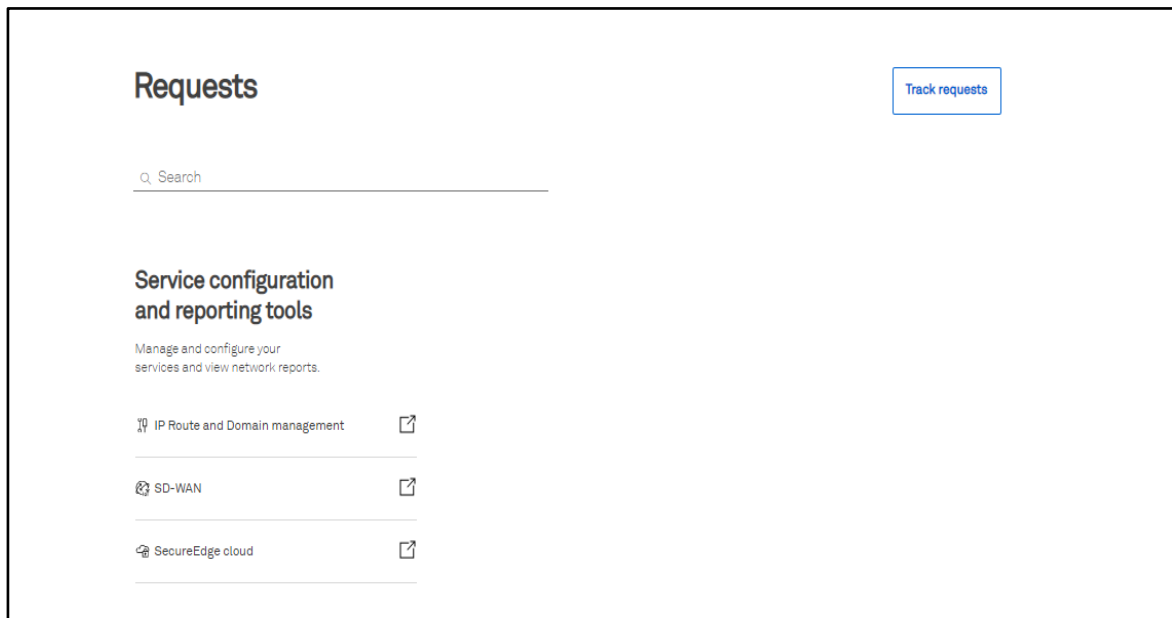 Requests
Track requests
Search
Service configuration
and reporting tools
Manage and configure your
services and view network reports.
IP Route and Domain management
SD-WAN
SecureEdge cloud